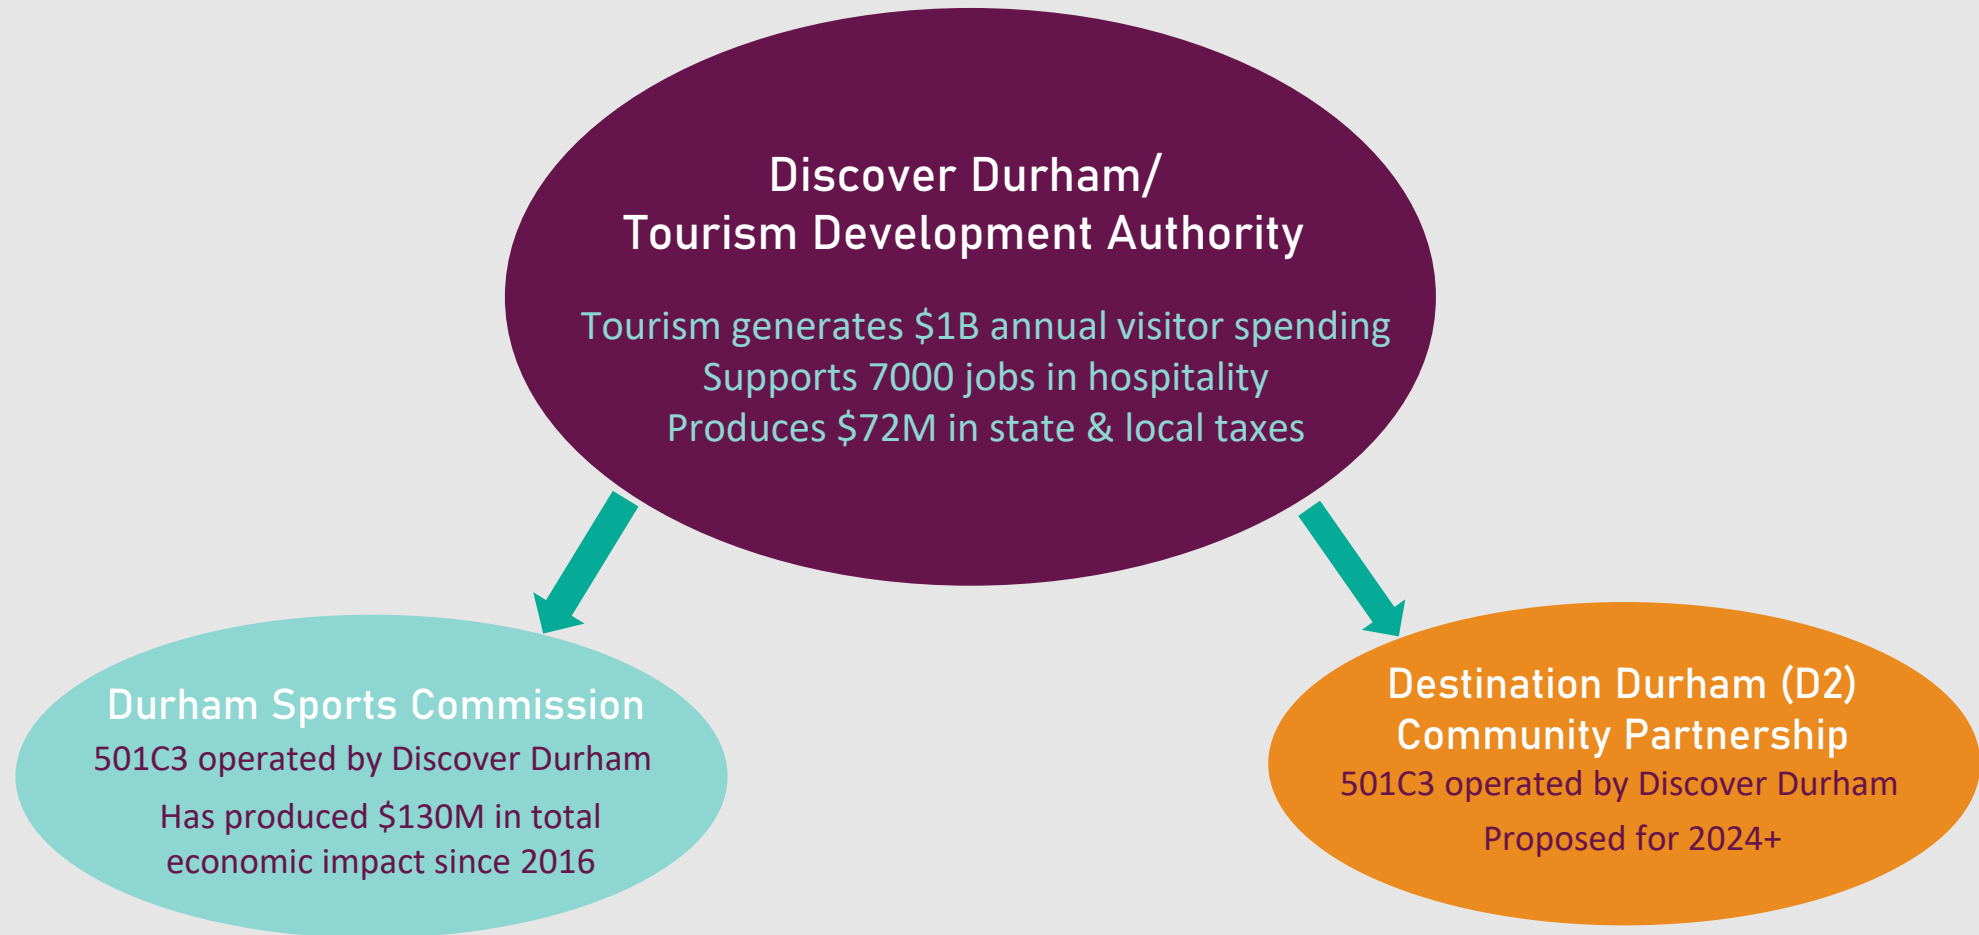 Discover Durham/
Tourism Development Authority
Tourism generates $1B annual visitor spending
Supports 7000 jobs in hospitality
Produces $72M in state & local taxes
Durham Sports Commission
501C3 operated by Discover Durham
Has produced $130M in total
economic impact since 2016
Destination Durham (D2)
Community Partnership
501C3 operated by Discover Durham
Proposed for 2024+